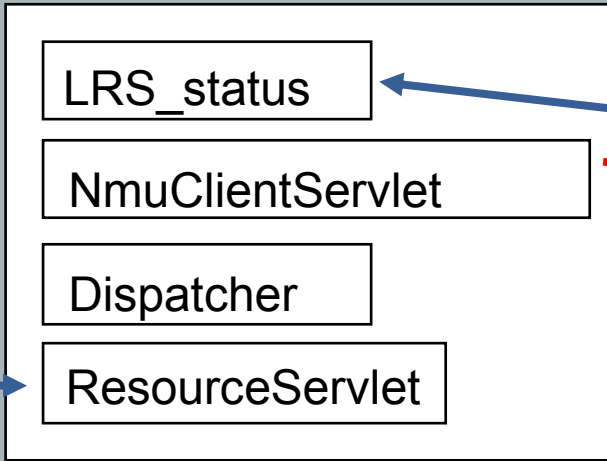 LRS_status
NmuClientServlet
Dispatcher
ResourceServlet